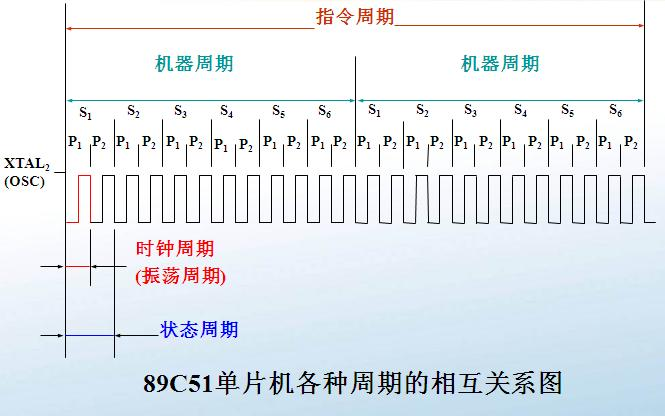 指令周期
机器周期 机器周期
S1 S2 S3 S4 S5 S6 S1 S2 S3 S4 S5 S6
P1 P2 P1 P2 P1 P2 P1 P2 P1 P2 P1 P2 P1 P2 P1 P2 P1 P2 P1 P2 P1 P2 P1 P2
XTAL2
(OSC)
时钟周期
(振荡周期)
状态周期
89C51单片机各种周期的相互关系图